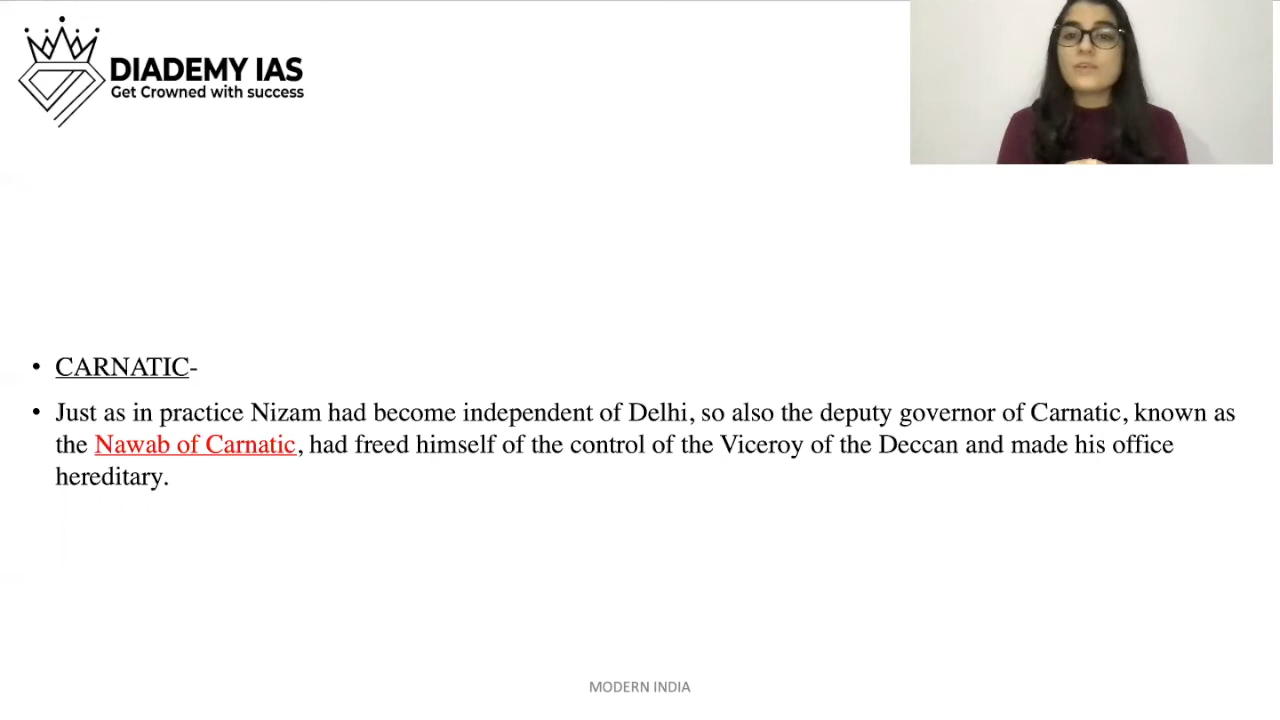 DIADEMY IAS
Get Crowned with success
• CARNATIC-
• Just as in practice Nizam had become independent of Delhi, so also the deputy governor of Carnatic, known as
the Nawab of Carnatic, had freed himself of the control of the Viceroy of the Deccan and made his office
hereditary.
MODERN INDIA